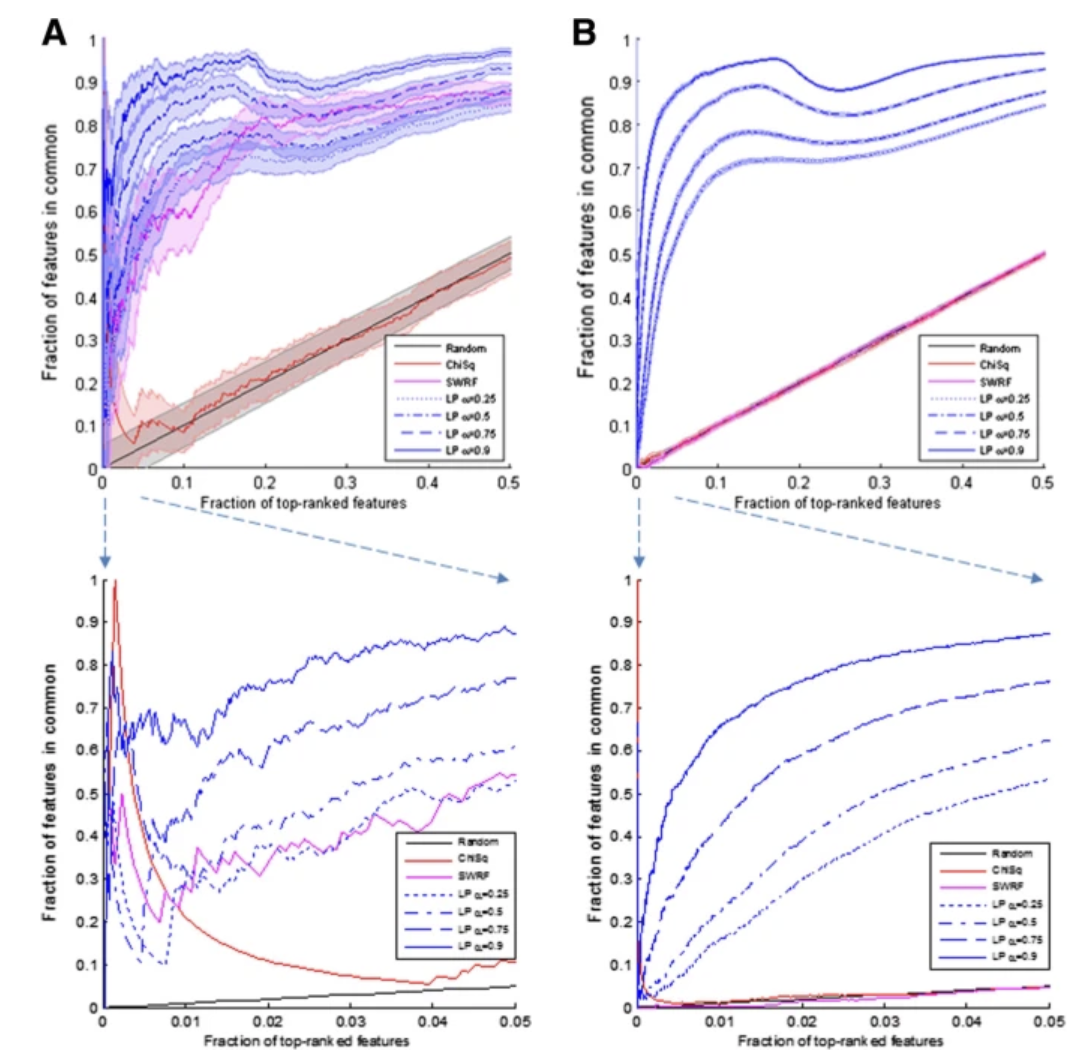 A
B
Fraction of features in common
1
0.9
0.8
0.7
0.6
0.5
0.4
0.3
0.2
0.1
0
0 0.1 0.2 0.3 0.4 0.5
Fraction of top-ranked features
Random
ChiSq
SWRF
LP α=0.25
LP α=0.5
LP α=0.75
LP α=0.9
Fraction of features in common
1
0.9
0.8
0.7
0.6
0.5
0.4
0.3
0.2
0.1
0
0 0.1 0.2 0.3 0.4 0.5
Fraction of top-ranked features
Random
ChiSq
SWRF
LP α=0.25
LP α=0.5
LP α=0.75
LP α=0.9
Fraction of features in common
1
0.9
0.8
0.7
0.6
0.5
0.4
0.3
0.2
0.1
0
0 0.01 0.02 0.03 0.04 0.05
Fraction of top-ranked features
Random
ChiSq
SWRF
LP α=0.25
LP α=0.5
LP α=0.75
LP α=0.9
Fraction of features in common
1
0.9
0.8
0.7
0.6
0.5
0.4
0.3
0.2
0.1
0
0 0.01 0.02 0.03 0.04 0.05
Fraction of top-ranked features
Random
ChiSq
SWRF
LP α=0.25
LP α=0.5
LP α=0.75
LP α=0.9